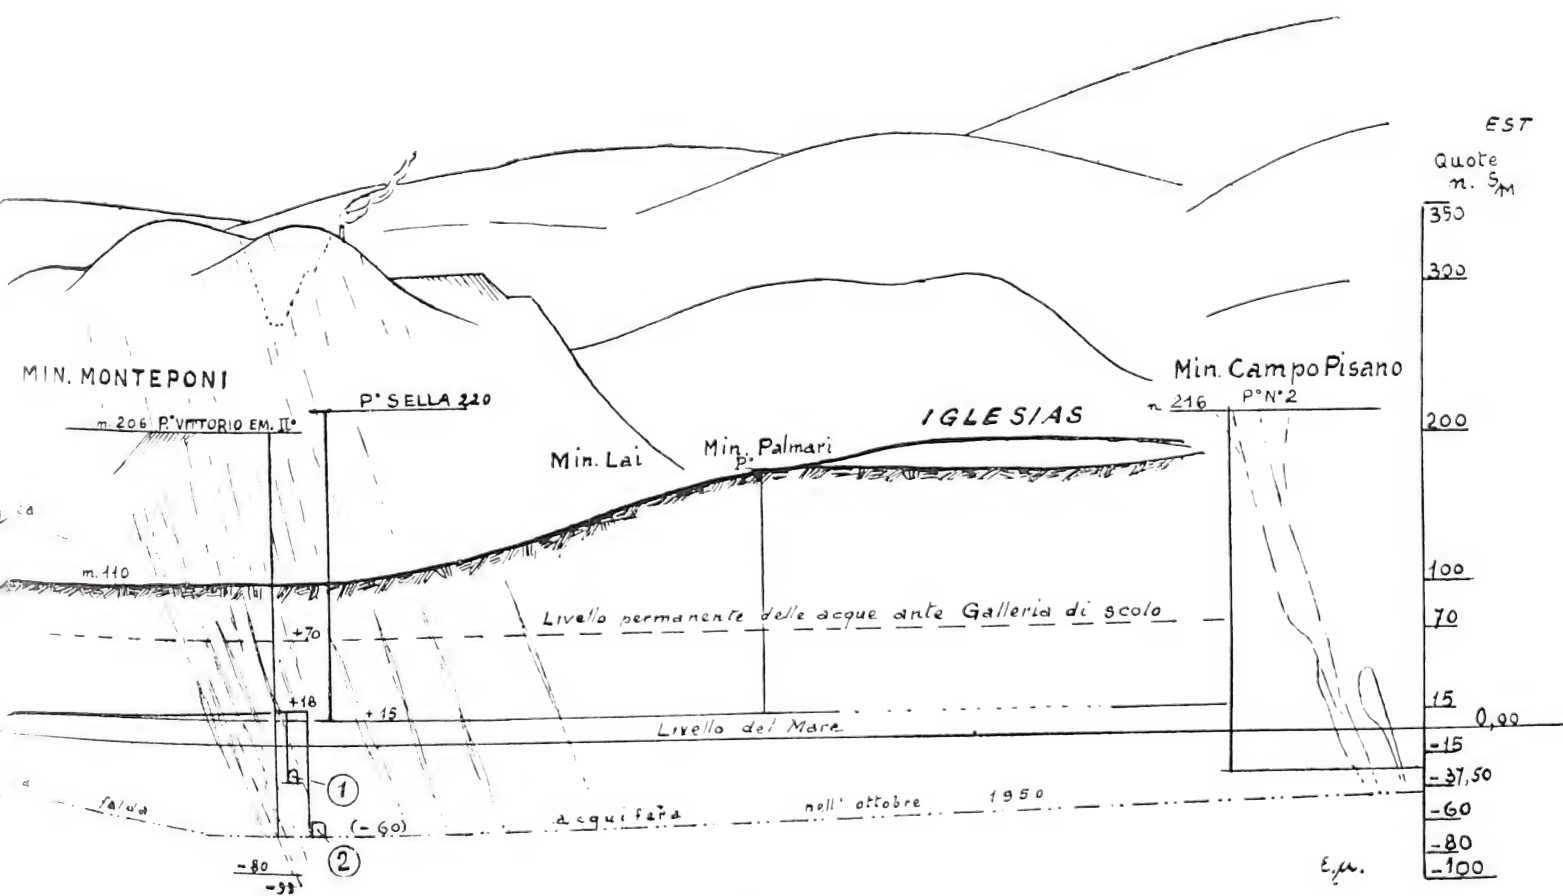 EST
Quote
n. S/M
350
300
MIN. MONTEPONI
Min. Campo Pisano
P° SELLA 220
n. 216 P° N° 2
m. 206 P° VITTORIO EM. II°
IGLESIAS
200
Min. Lai
Min. Palmari
P°
m. 110
100
Livello permanente delle acque ante Galleria di scolo
+70
70
+18
+15
15
0,00
Livello del Mare
-15
-37,50
1
falda acquifera nell' ottobre 1950
(-60)
-60
2
-80
-80
-99
-100
E.μ.